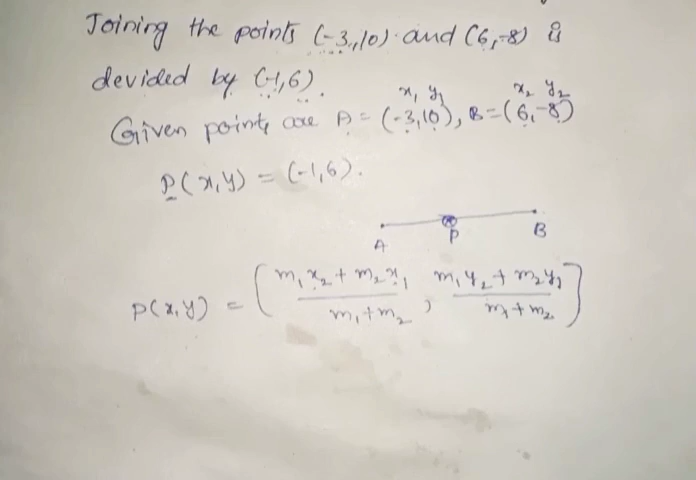 Joining the points (-3,10) and (6,-8) is
devided by (-1,6).
x₁ y₁ x₂ y₂
Given points are A = (-3,10), B = (6,-8)
P(x,y) = (-1,6).
A P B
P(x,y) = [ (m₁x₂ + m₂x₁)/(m₁+m₂) , (m₁y₂ + m₂y₁)/(m₁+m₂) ]